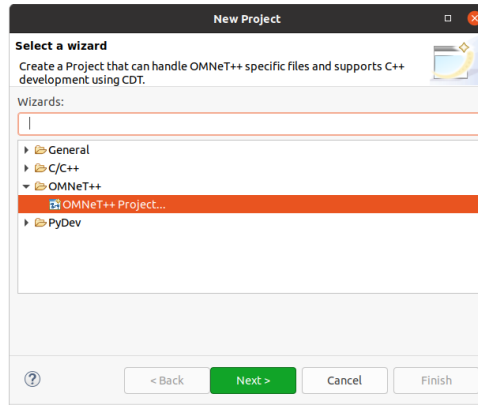 New Project
Select a wizard
Create a Project that can handle OMNeT++ specific files and supports C++
development using CDT.
Wizards:
General
C/C++
OMNeT++
OMNeT++ Project...
PyDev
?
< Back
Next >
Cancel
Finish